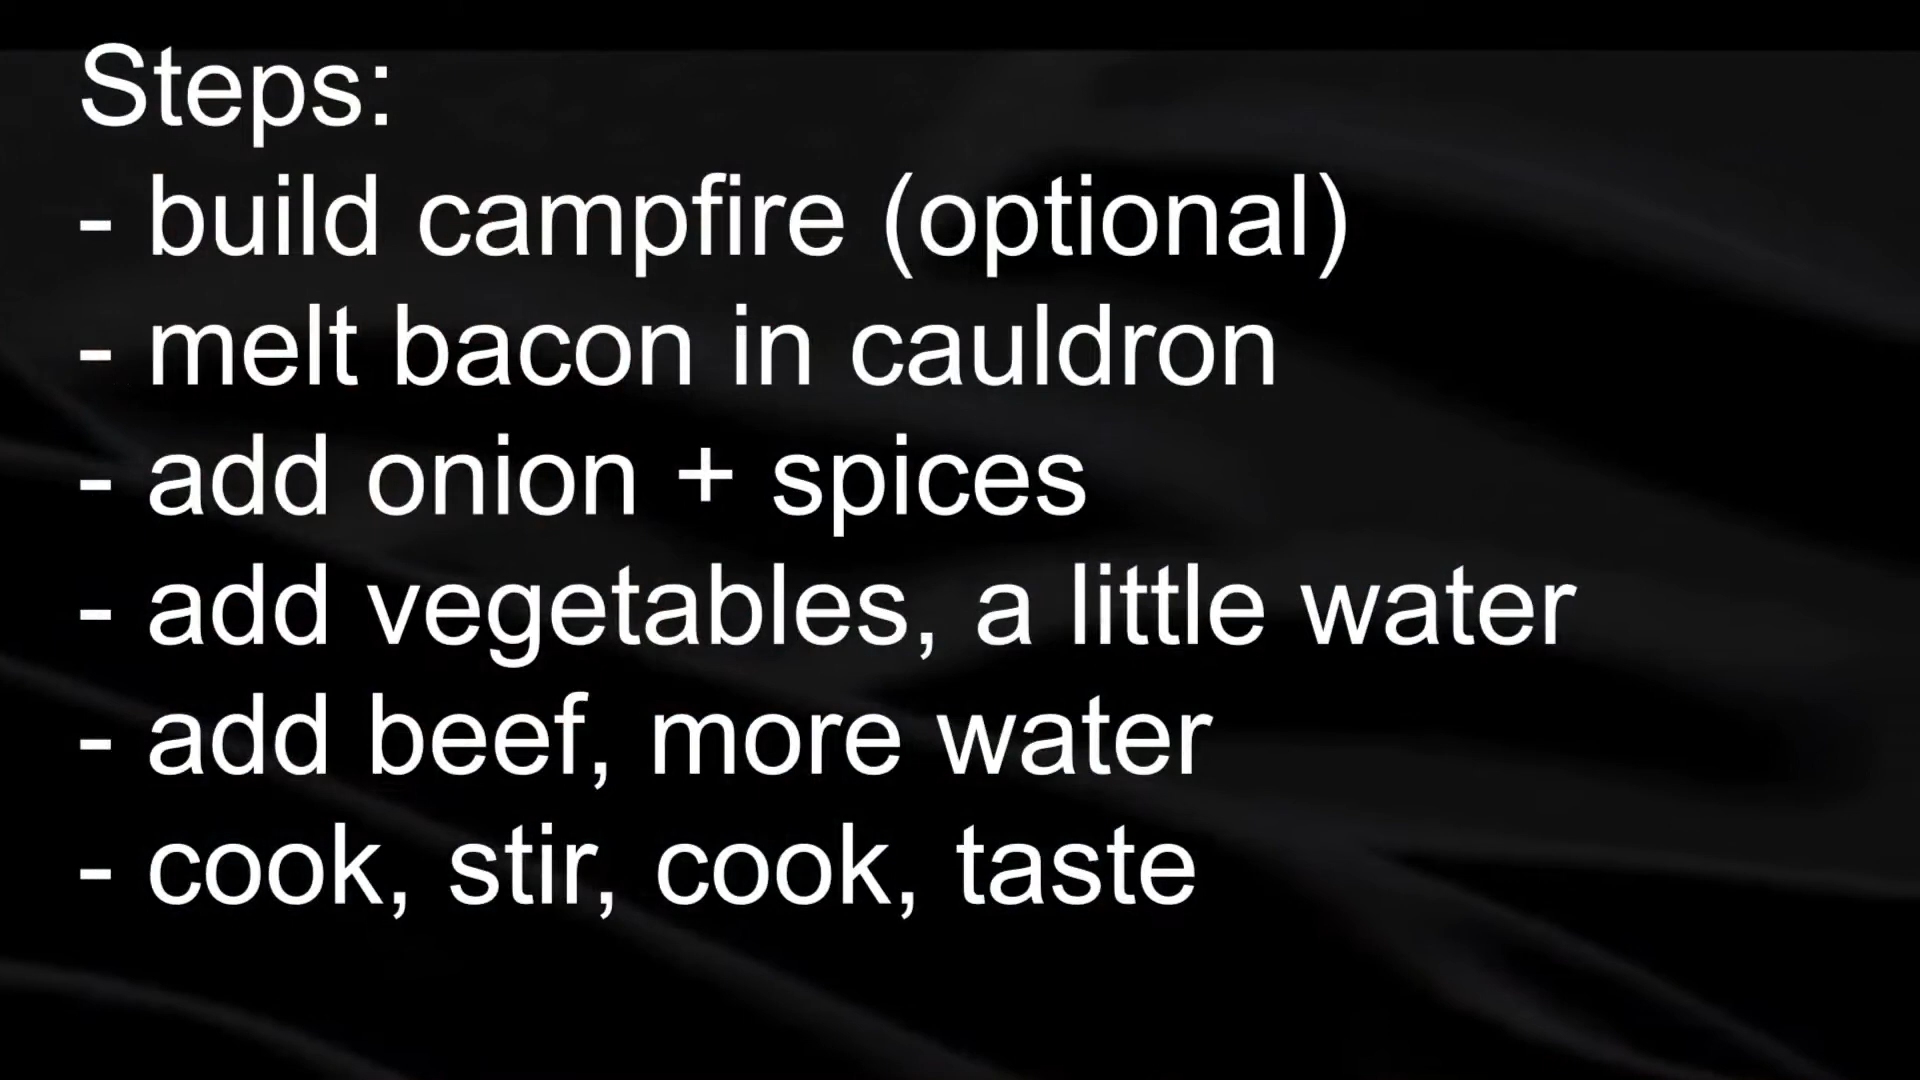 Steps:
- build campfire (optional)
- melt bacon in cauldron
- add onion + spices
- add vegetables, a little water
- add beef, more water
- cook, stir, cook, taste